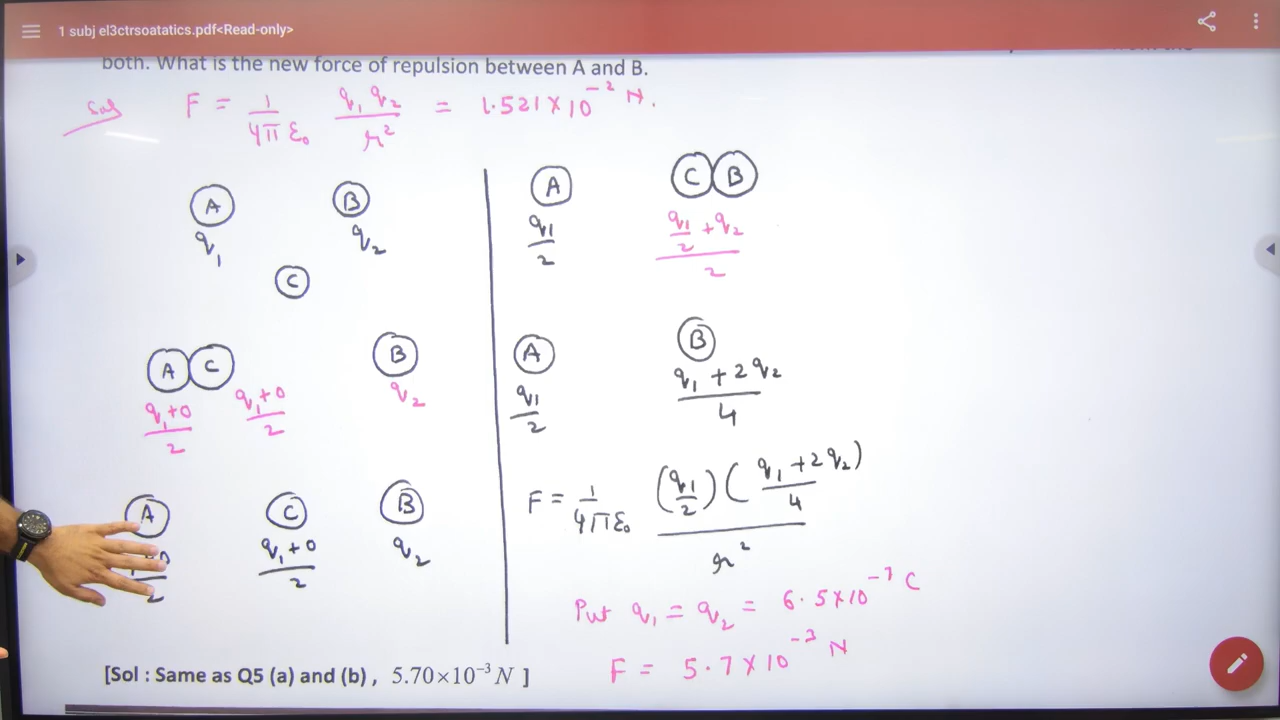 1 subj el3ctrsoatatics.pdf<Read-only>
both. What is the new force of repulsion between A and B.
Sol F = 1/4πε₀ q₁q₂/r² = 1.521×10⁻² N.
A B
q₁ q₂
C
A C B
q₁+0/2 q₁+0/2 q₂
A C B
q₁+0/2 q₂
A C B
q₁/2 (q₁/2 + q₂)/2
A B
q₁/2 q₁+2q₂/4
F = 1/4πε₀ (q₁/2)(q₁+2q₂/4)/r²
Put q₁ = q₂ = 6.5×10⁻⁷ C
F = 5.7×10⁻³ N
[Sol : Same as Q5 (a) and (b) , 5.70×10⁻³ N ]